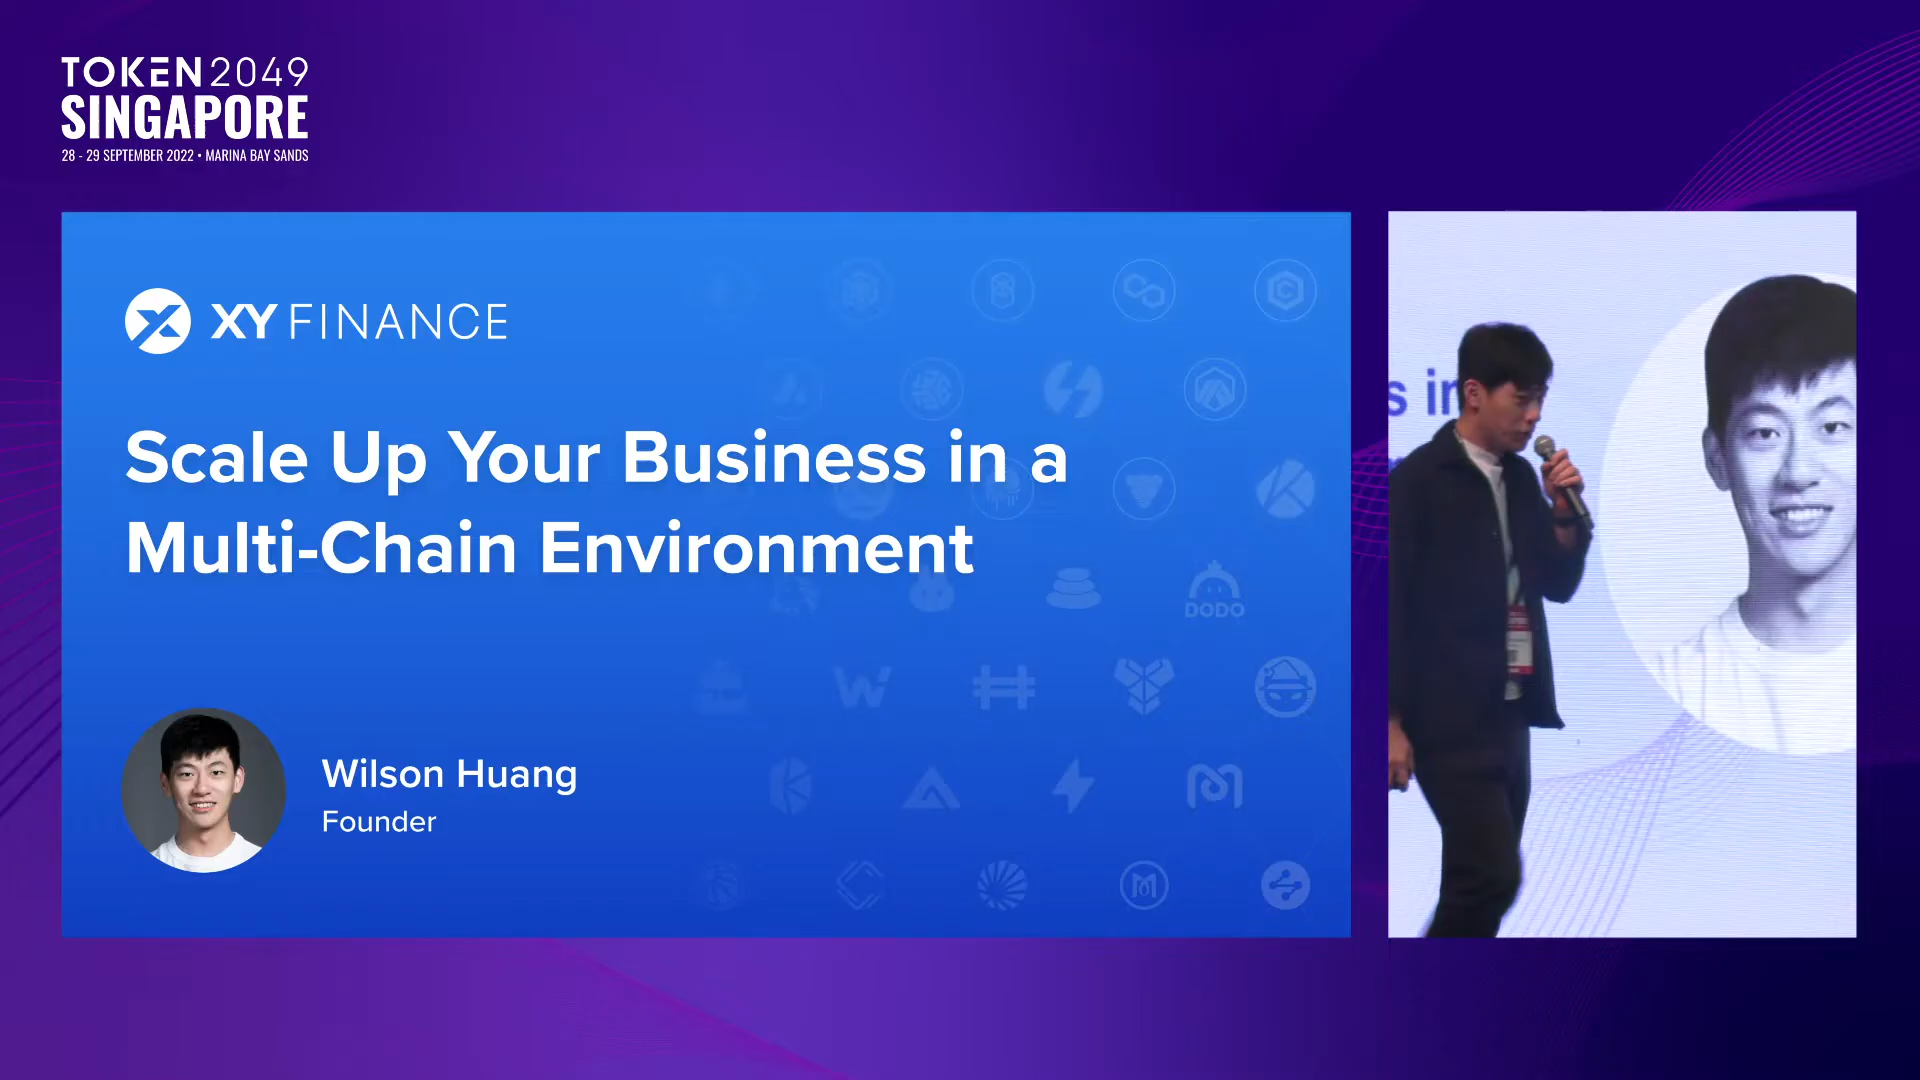 TOKEN2049
SINGAPORE
28 - 29 SEPTEMBER 2022 • MARINA BAY SANDS
XY FINANCE
Scale Up Your Business in a
Multi-Chain Environment
DODO
Wilson Huang
Founder
s in